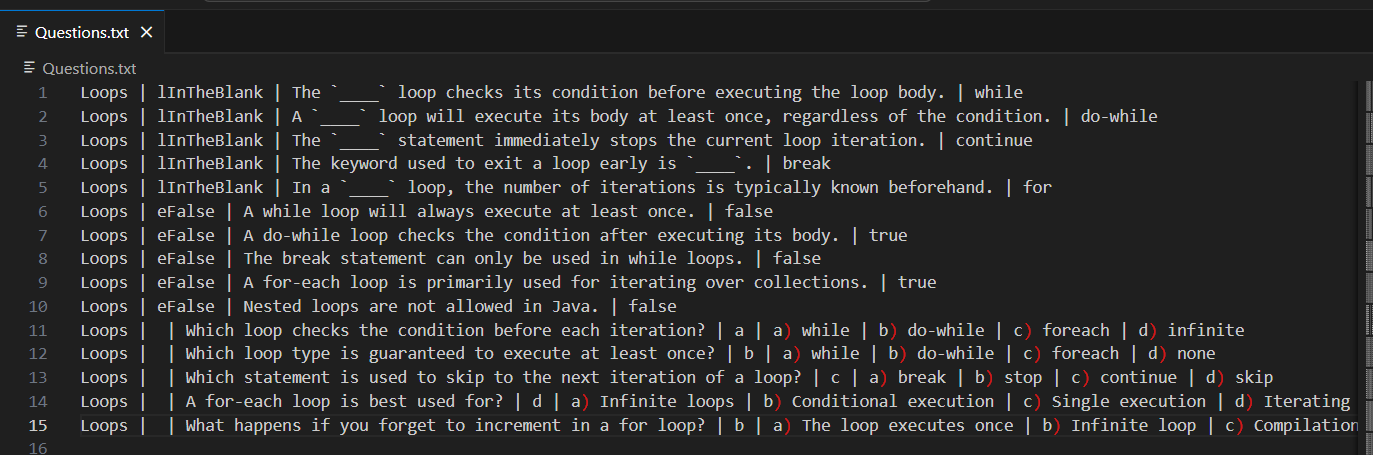 Questions.txt
Questions.txt
1 Loops | lInTheBlank | The `____` loop checks its condition before executing the loop body. | while
2 Loops | lInTheBlank | A `____` loop will execute its body at least once, regardless of the condition. | do-while
3 Loops | lInTheBlank | The `____` statement immediately stops the current loop iteration. | continue
4 Loops | lInTheBlank | The keyword used to exit a loop early is `____`. | break
5 Loops | lInTheBlank | In a `____` loop, the number of iterations is typically known beforehand. | for
6 Loops | eFalse | A while loop will always execute at least once. | false
7 Loops | eFalse | A do-while loop checks the condition after executing its body. | true
8 Loops | eFalse | The break statement can only be used in while loops. | false
9 Loops | eFalse | A for-each loop is primarily used for iterating over collections. | true
10 Loops | eFalse | Nested loops are not allowed in Java. | false
11 Loops |  | Which loop checks the condition before each iteration? | a | a) while | b) do-while | c) foreach | d) infinite
12 Loops |  | Which loop type is guaranteed to execute at least once? | b | a) while | b) do-while | c) foreach | d) none
13 Loops |  | Which statement is used to skip to the next iteration of a loop? | c | a) break | b) stop | c) continue | d) skip
14 Loops |  | A for-each loop is best used for? | d | a) Infinite loops | b) Conditional execution | c) Single execution | d) Iterating
15 Loops |  | What happens if you forget to increment in a for loop? | b | a) The loop executes once | b) Infinite loop | c) Compilation
16